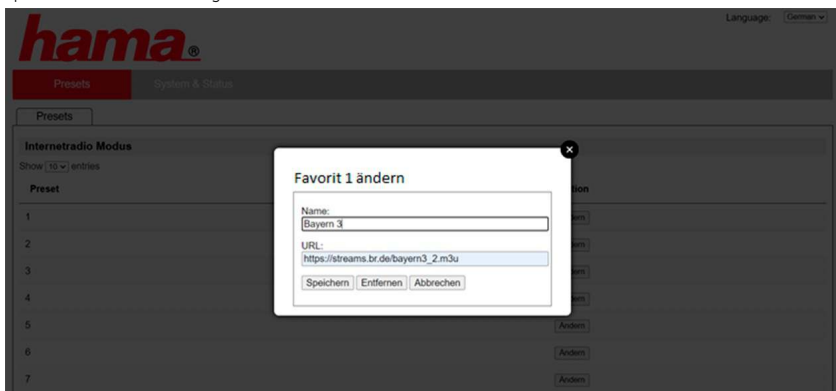 Language: German
hama®
Presets System & Status
Presets
Internetradio Modus
Show 10 entries
Preset
Favorit 1 ändern
Name:
Bayern 3
URL:
https://streams.br.de/bayern3_2.m3u
Speichern Entfernen Abbrechen
1
2
3
4
5 Ändern
6 Ändern
7 Ändern